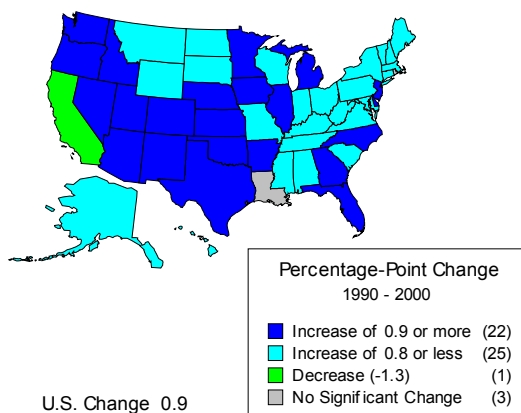 Percentage-Point Change
1990 - 2000
Increase of 0.9 or more (22)
Increase of 0.8 or less (25)
Decrease (-1.3) (1)
No Significant Change (3)
U.S. Change 0.9